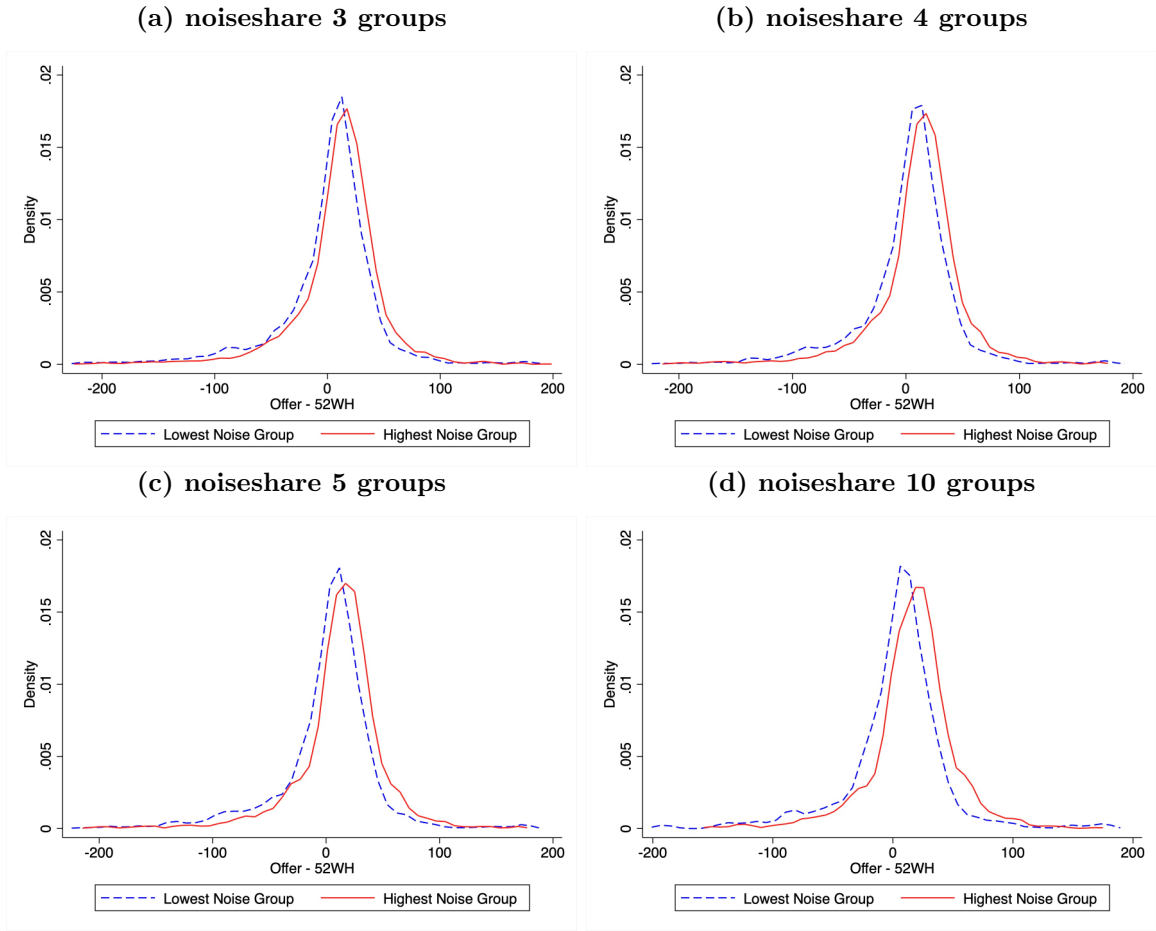 (a) noiseshare 3 groups
(b) noiseshare 4 groups
.02
.015
.01
.005
0
Density
-200 -100 0 100 200
Offer - 52WH
Lowest Noise Group Highest Noise Group
.02
.015
.01
.005
0
Density
-200 -100 0 100 200
Offer - 52WH
Lowest Noise Group Highest Noise Group
(c) noiseshare 5 groups
(d) noiseshare 10 groups
.02
.015
.01
.005
0
Density
-200 -100 0 100 200
Offer - 52WH
Lowest Noise Group Highest Noise Group
.02
.015
.01
.005
0
Density
-200 -100 0 100 200
Offer - 52WH
Lowest Noise Group Highest Noise Group